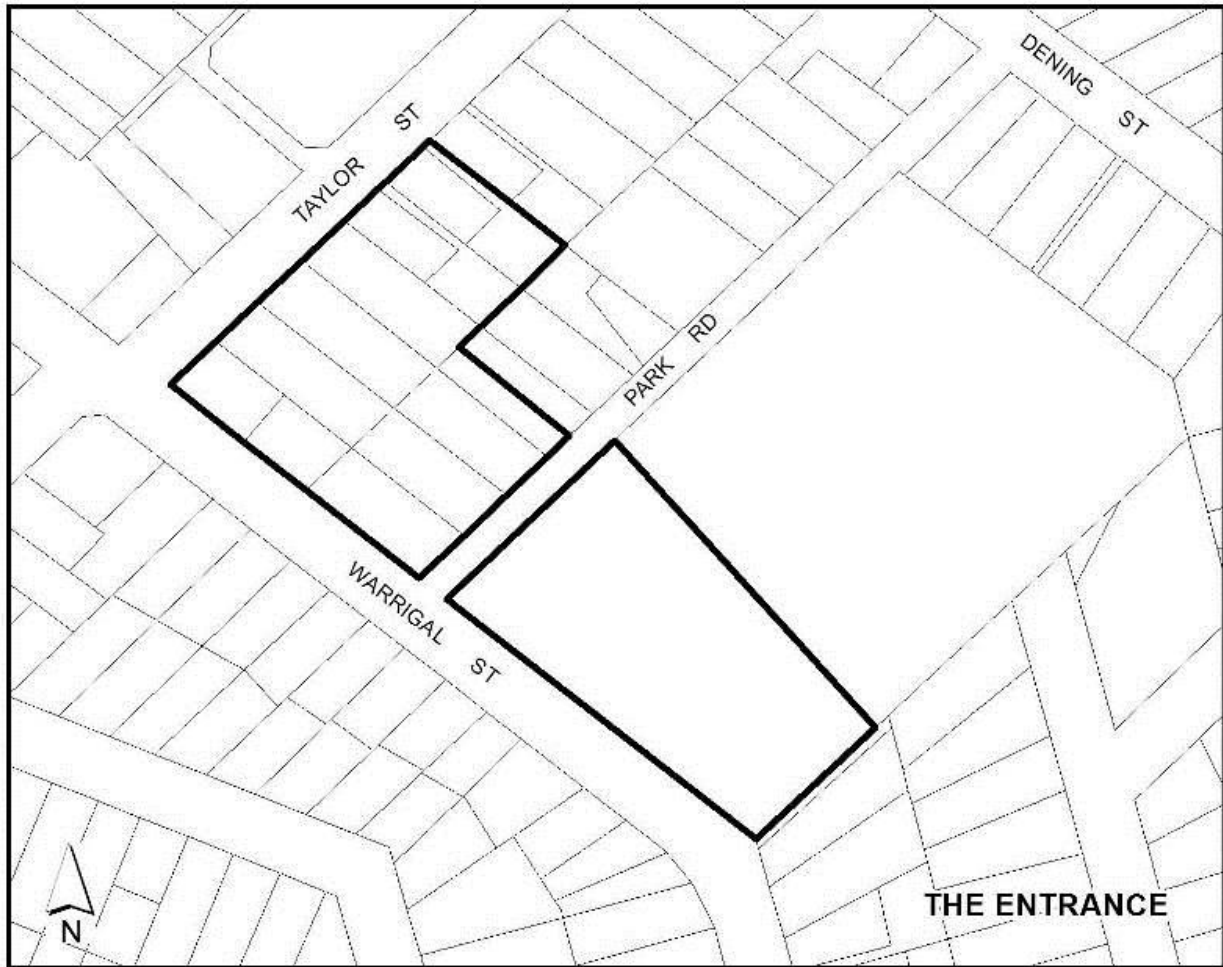 DENING ST
TAYLOR ST
PARK RD
WARRIGAL ST
THE ENTRANCE
N